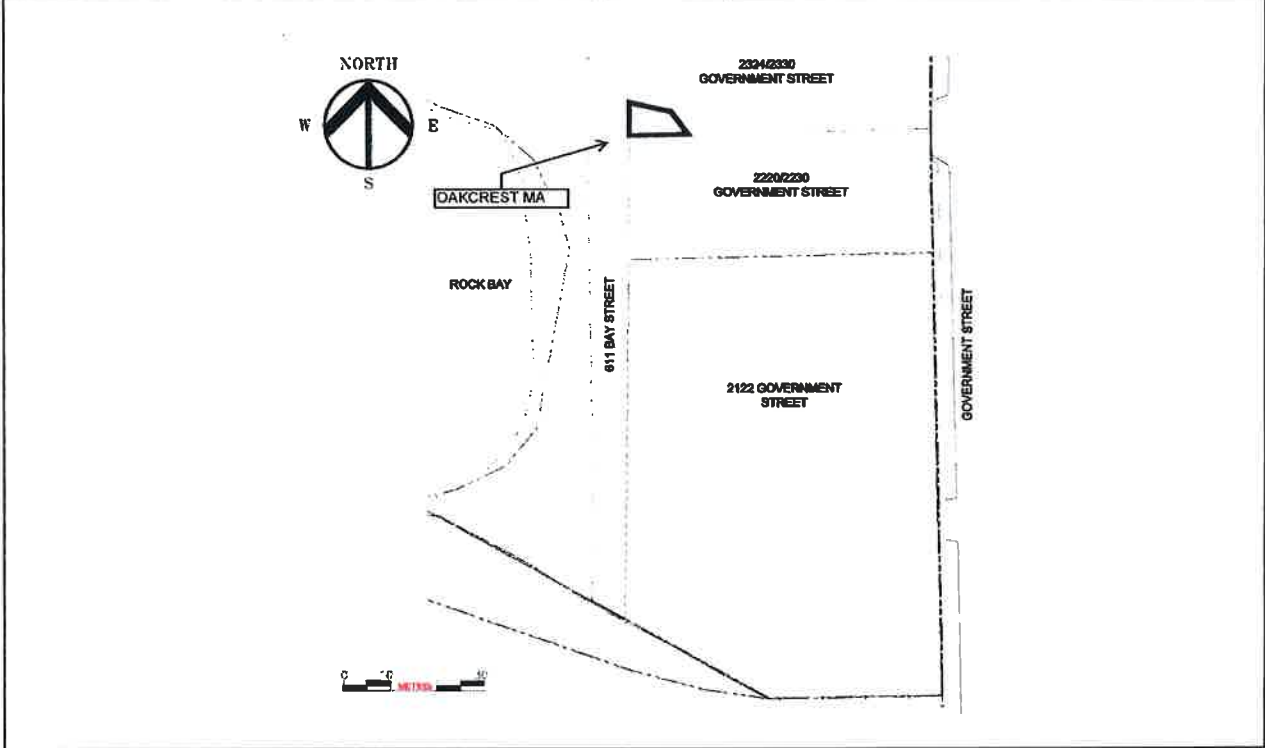 NORTH
W
E
S
2324/2330
GOVERNMENT STREET
OAKCREST MA
2220/2230
GOVERNMENT STREET
ROCK BAY
611 BAY STREET
2122 GOVERNMENT
STREET
GOVERNMENT STREET
METRES